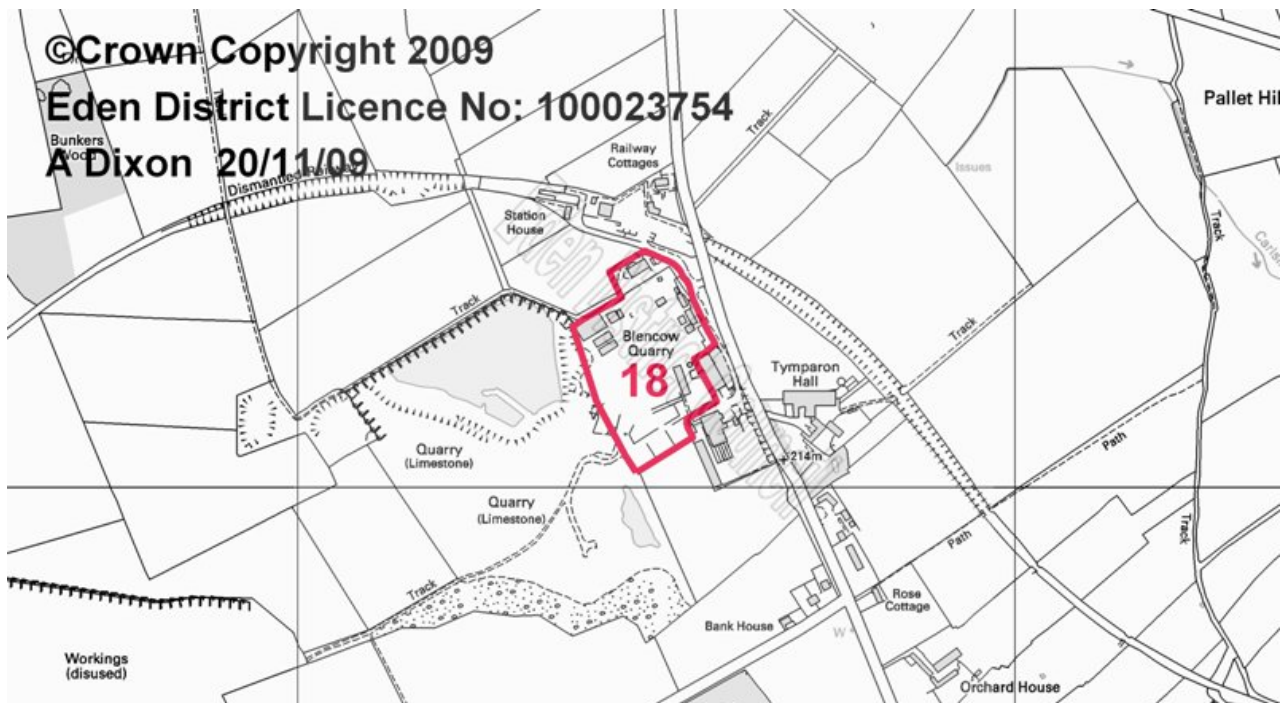 ©Crown Copyright 2009
Eden District Licence No: 100023754
A Dixon 20/11/09
Bunkers
Wood
Dismantled Railway
Railway
Cottages
Track
Pallet Hil
Issues
Station
House
Track
Carlis
Track
Blencow
Quarry
18
Track
Tymparon
Hall
Quarry
(Limestone)
Path
214m
Quarry
(Limestone)
Track
Path
Track
Rose
Cottage
Bank House
W
Workings
(disused)
Orchard House